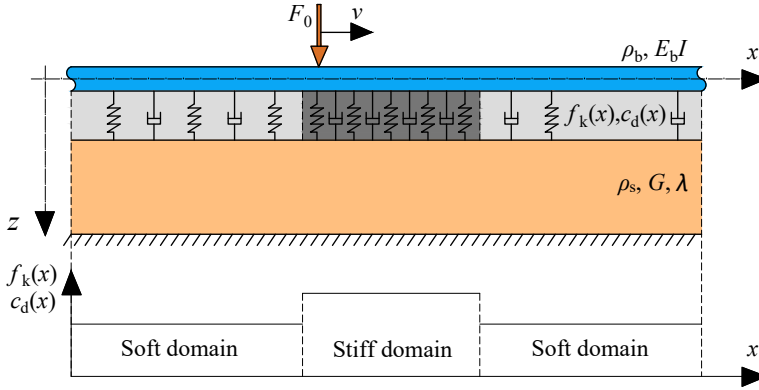 F₀
v
ρb, EbI
x
fk(x),cd(x)
ρs, G, λ
z
fk(x)
cd(x)
Soft domain
Stiff domain
Soft domain
x